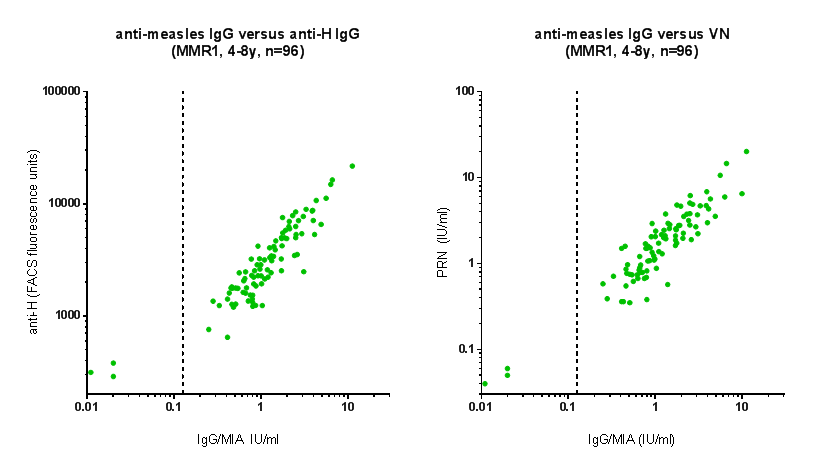 anti-measles IgG versus anti-H IgG
(MMR1, 4-8y, n=96)
100000
10000
1000
anti-H (FACS fluorescence units)
0.01
0.1
1
10
IgG/MIA IU/ml
anti-measles IgG versus VN
(MMR1, 4-8y, n=96)
100
10
1
0.1
PRN (IU/ml)
0.01
0.1
1
10
IgG/MIA (IU/ml)